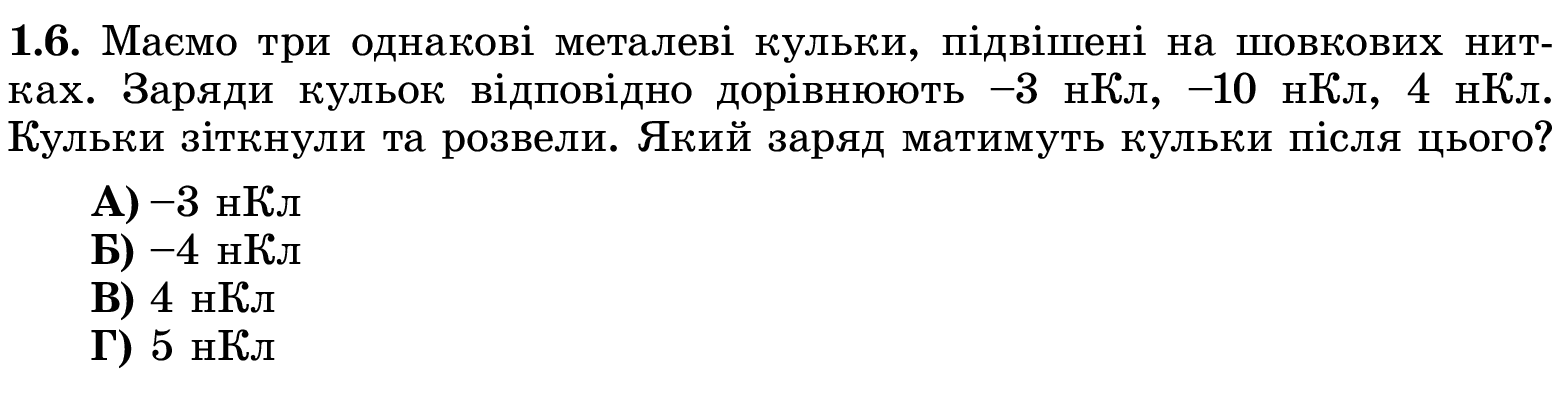 1.6. Маємо три однакові металеві кульки, підвішені на шовкових нит-
ках. Заряди кульок відповідно дорівнюють –3 нКл, –10 нКл, 4 нКл.
Кульки зіткнули та розвели. Який заряд матимуть кульки після цього?
А) –3 нКл
Б) –4 нКл
В) 4 нКл
Г) 5 нКл